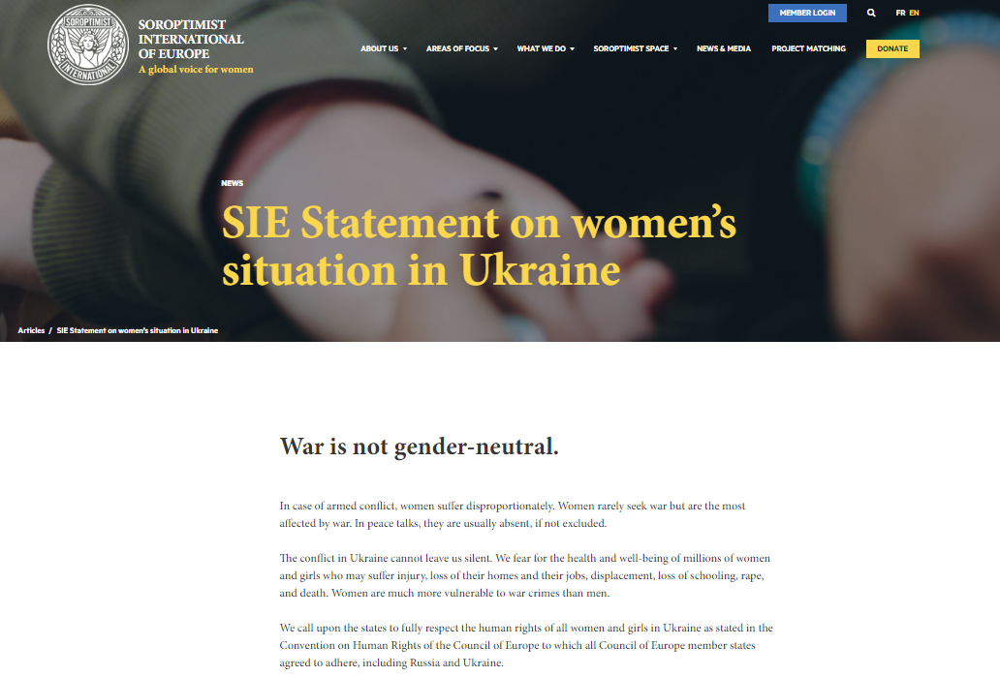 SOROPTIMIST
INTERNATIONAL
SOROPTIMIST
INTERNATIONAL
OF EUROPE
A global voice for women
MEMBER LOGIN
FR EN
ABOUT US
AREAS OF FOCUS
WHAT WE DO
SOROPTIMIST SPACE
NEWS & MEDIA
PROJECT MATCHING
DONATE
NEWS
SIE Statement on women’s
situation in Ukraine
Articles / SIE Statement on women’s situation in Ukraine
War is not gender-neutral.
In case of armed conflict, women suffer disproportionately. Women rarely seek war but are the most
affected by war. In peace talks, they are usually absent, if not excluded.
The conflict in Ukraine cannot leave us silent. We fear for the health and well-being of millions of women
and girls who may suffer injury, loss of their homes and their jobs, displacement, loss of schooling, rape,
and death. Women are much more vulnerable to war crimes than men.
We call upon the states to fully respect the human rights of all women and girls in Ukraine as stated in the
Convention on Human Rights of the Council of Europe to which all Council of Europe member states
agreed to adhere, including Russia and Ukraine.